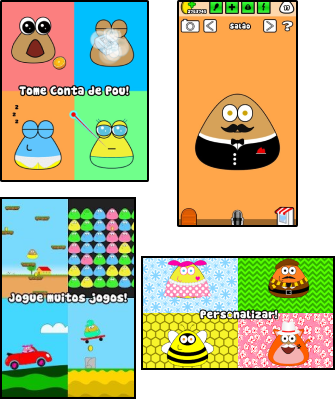 Tome Conta de Pou!
z
z
z
Salão
?
Jogue muitos jogos!
Personalizar!